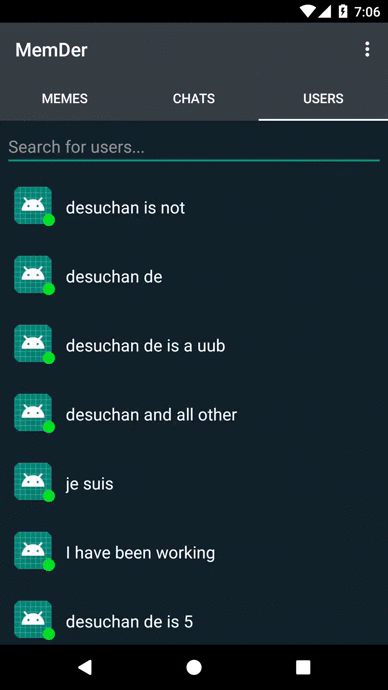 7:06
MemDer
MEMES CHATS USERS
Search for users...
desuchan is not
desuchan de
desuchan de is a uub
desuchan and all other
je suis
I have been working
desuchan de is 5